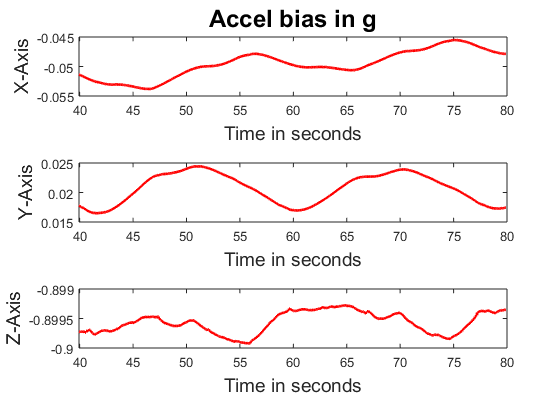 Accel bias in g
X-Axis
-0.045
-0.05
-0.055
40 45 50 55 60 65 70 75 80
Time in seconds
Y-Axis
0.025
0.02
0.015
40 45 50 55 60 65 70 75 80
Time in seconds
Z-Axis
-0.899
-0.8995
-0.9
40 45 50 55 60 65 70 75 80
Time in seconds